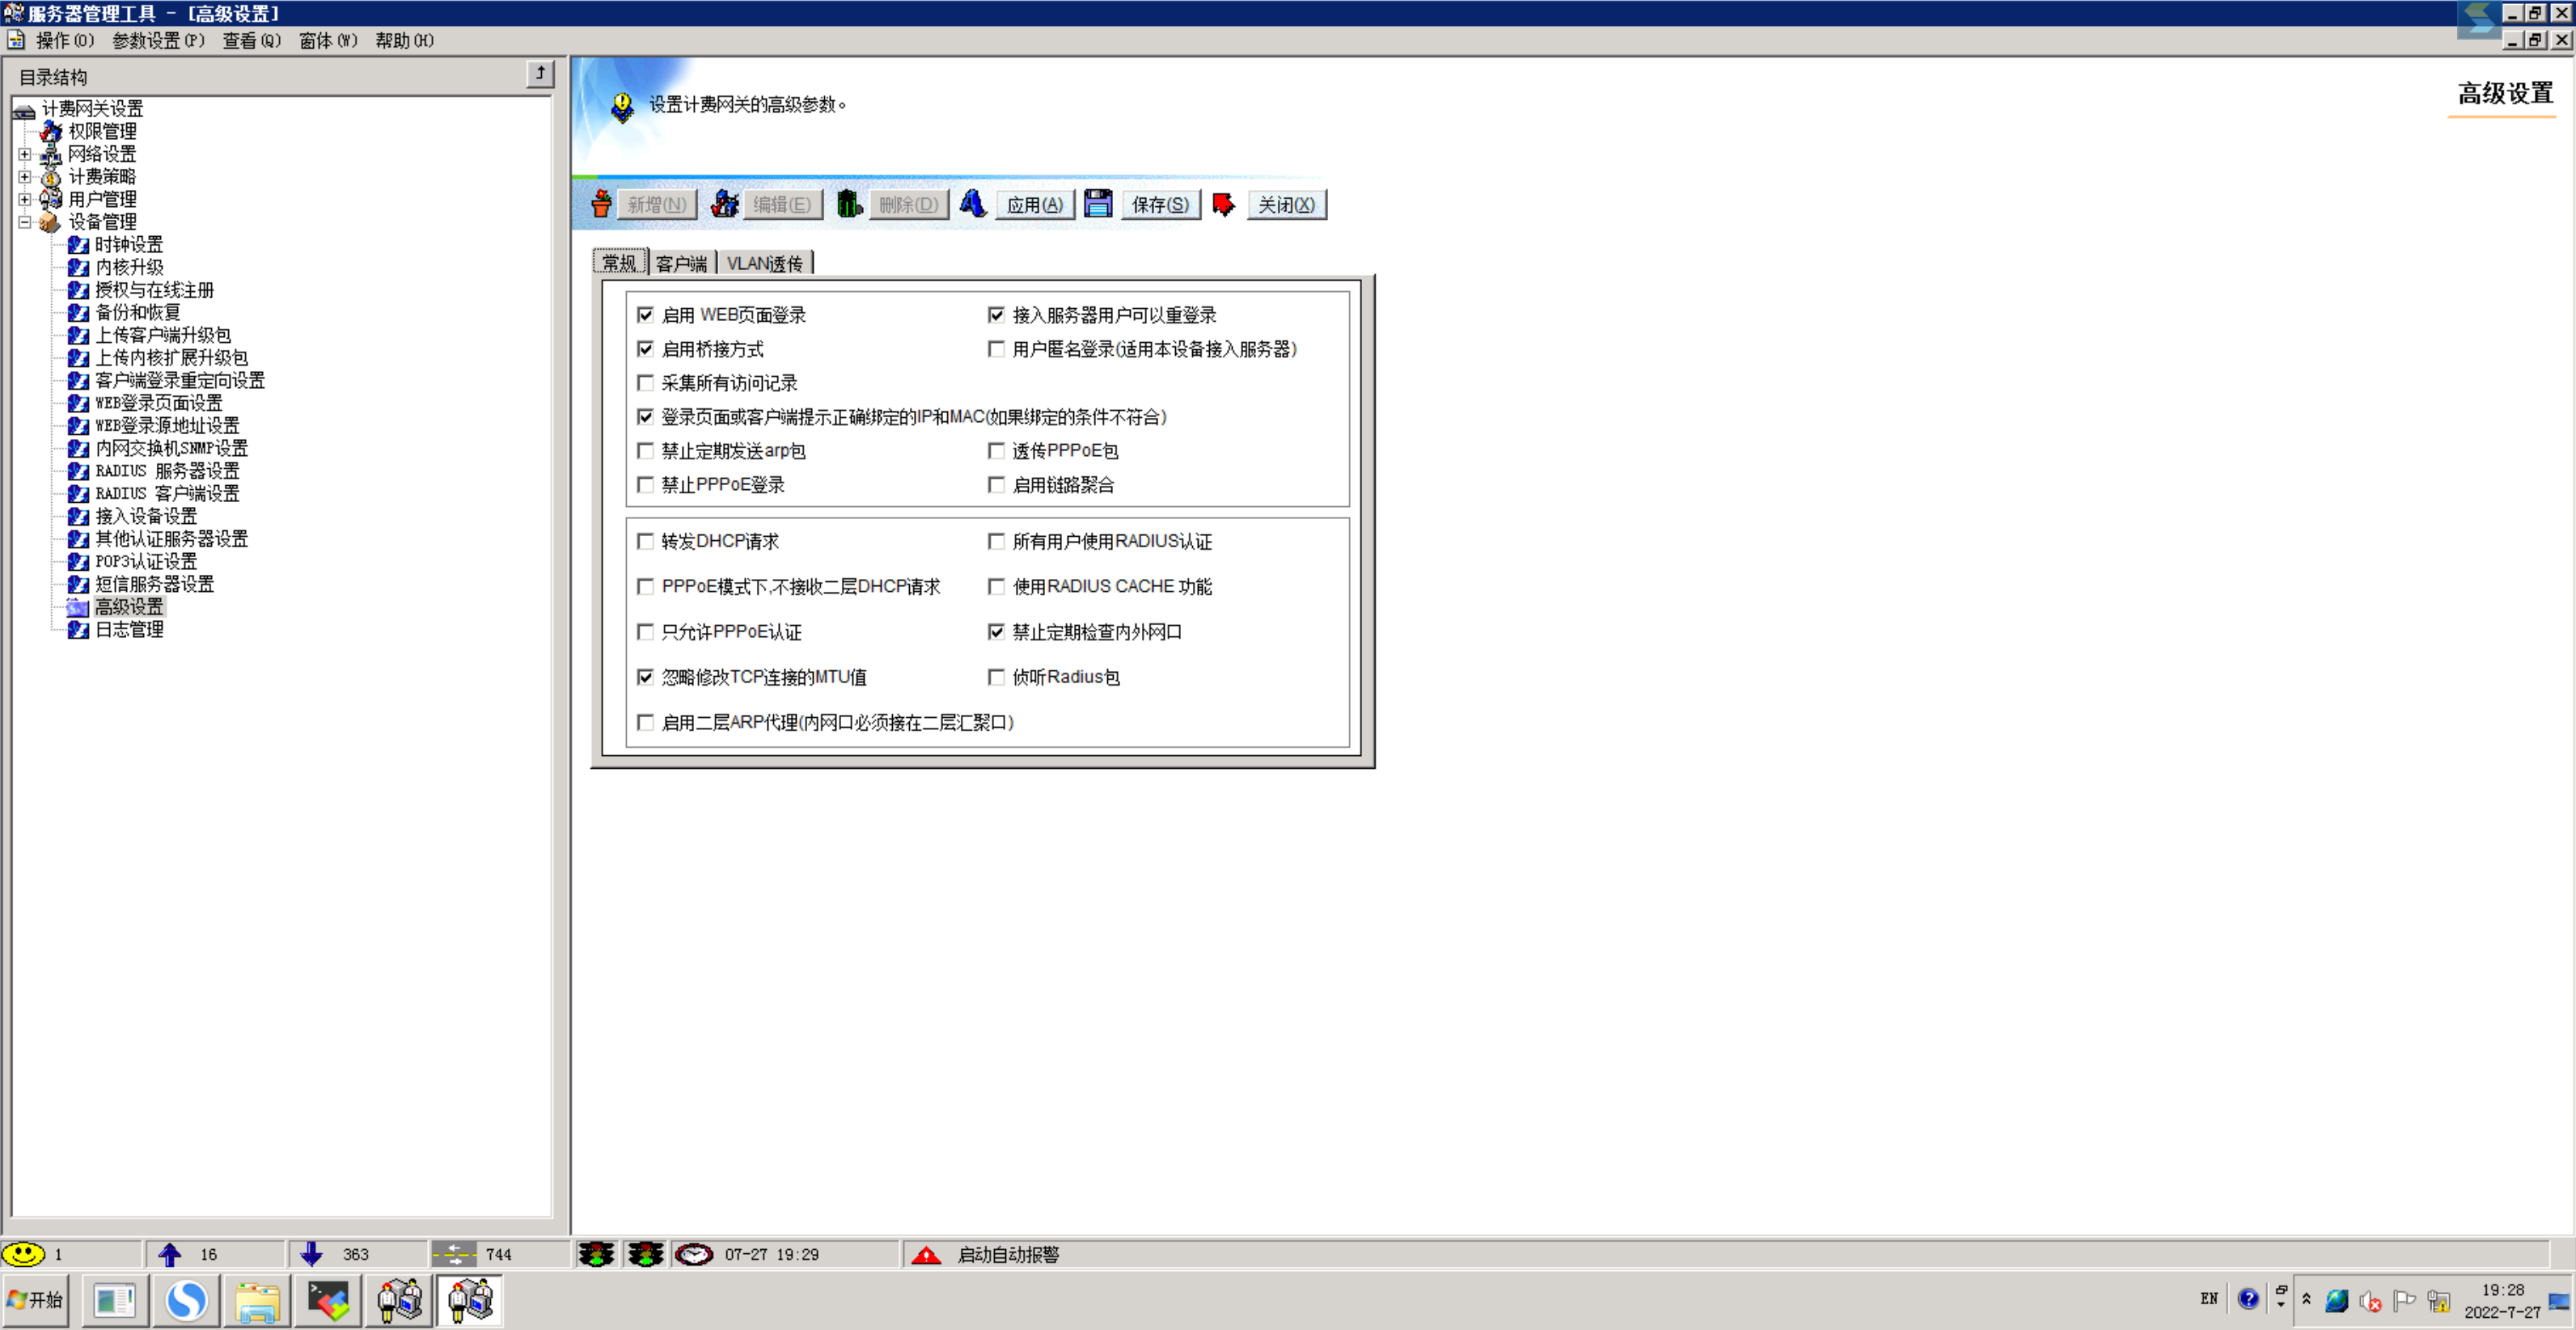 服务器管理工具 - [高级设置]
操作(O) 参数设置(P) 查看(Q) 窗体(W) 帮助(H)
目录结构
计费网关设置
权限管理
网络设置
计费策略
用户管理
设备管理
时钟设置
内核升级
授权与在线注册
备份和恢复
上传客户端升级包
上传内核扩展升级包
客户端登录重定向设置
WEB登录页面设置
WEB登录源地址设置
内网交换机SNMP设置
RADIUS 服务器设置
RADIUS 客户端设置
接入设备设置
其他认证服务器设置
POP3认证设置
短信服务器设置
高级设置
日志管理
设置计费网关的高级参数。
高级设置
新增(N) 编辑(E) 删除(D) 应用(A) 保存(S) 关闭(X)
常规 客户端 VLAN透传
启用 WEB页面登录 接入服务器用户可以重登录
启用桥接方式 用户匿名登录(适用本设备接入服务器)
采集所有访问记录
登录页面或客户端提示正确绑定的IP和MAC(如果绑定的条件不符合)
禁止定期发送arp包 透传PPPoE包
禁止PPPoE登录 启用链路聚合
转发DHCP请求 所有用户使用RADIUS认证
PPPoE模式下,不接收二层DHCP请求 使用RADIUS CACHE 功能
只允许PPPoE认证 禁止定期检查内外网口
忽略修改TCP连接的MTU值 侦听Radius包
启用二层ARP代理(内网口必须接在二层汇聚口)
1 16 363 744 07-27 19:29 启动自动报警
开始 EN 19:28
2022-7-27